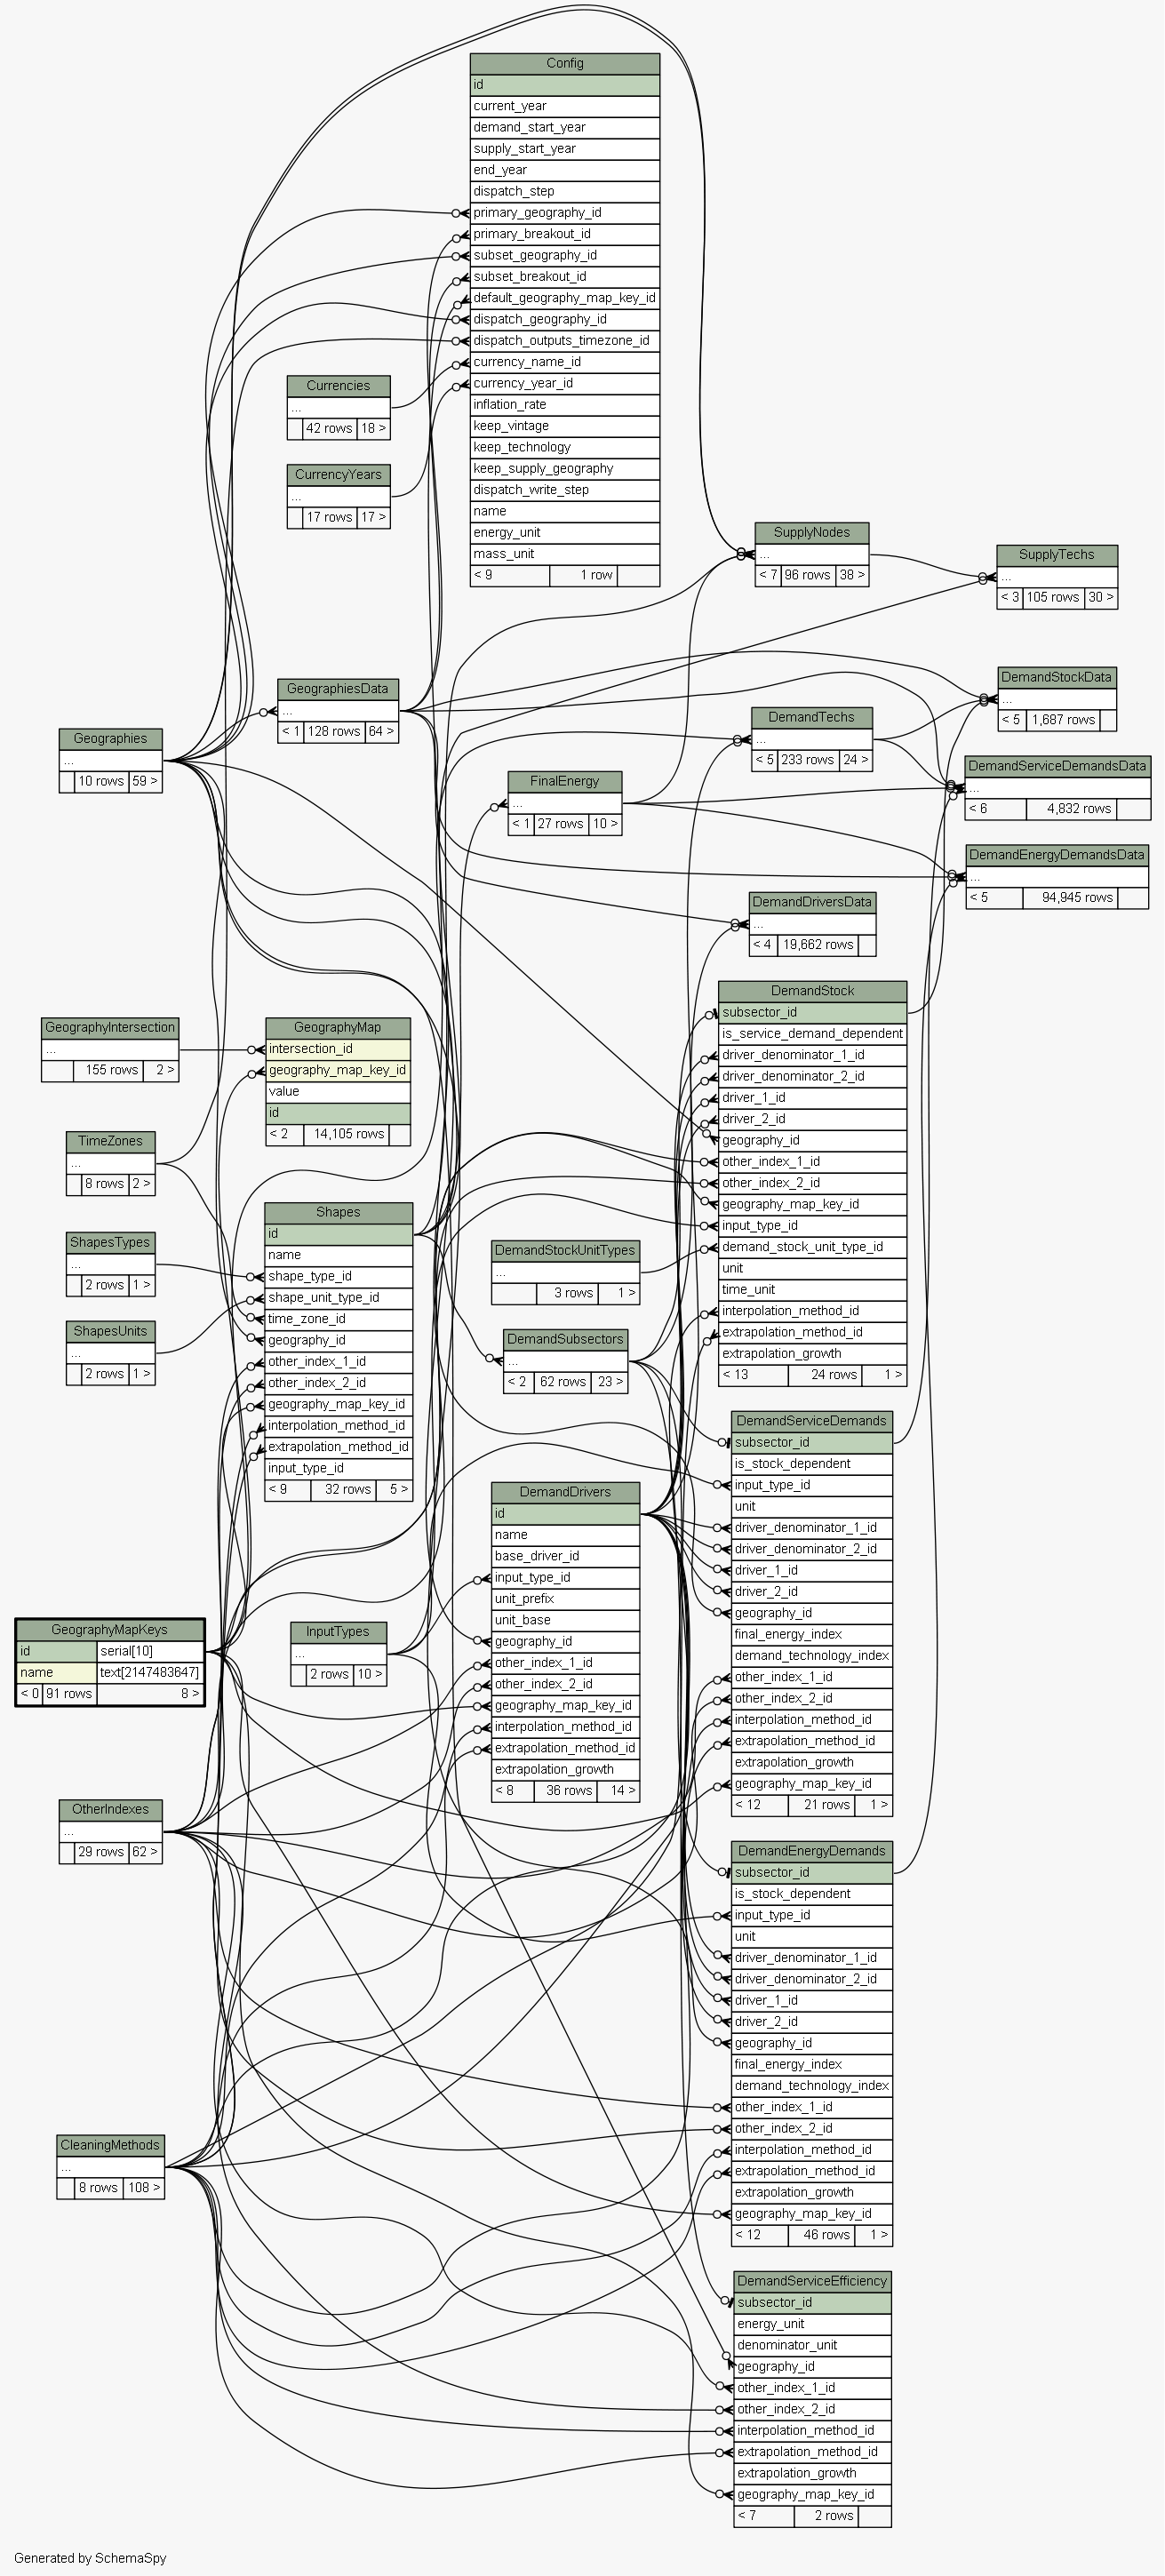 Config
id
current_year
demand_start_year
supply_start_year
end_year
dispatch_step
primary_geography_id
primary_breakout_id
subset_geography_id
subset_breakout_id
default_geography_map_key_id
dispatch_geography_id
dispatch_outputs_timezone_id
currency_name_id
currency_year_id
inflation_rate
keep_vintage
keep_technology
keep_supply_geography
dispatch_write_step
name
energy_unit
mass_unit
< 9 1 row
Currencies
...
42 rows 18 >
CurrencyYears
...
17 rows 17 >
SupplyNodes
...
< 7 96 rows 38 >
SupplyTechs
...
< 3 105 rows 30 >
GeographiesData
...
< 1 128 rows 64 >
Geographies
...
10 rows 59 >
DemandStockData
...
< 5 1,687 rows
DemandTechs
...
< 5 233 rows 24 >
DemandServiceDemandsData
...
< 6 4,832 rows
FinalEnergy
...
< 1 27 rows 10 >
DemandEnergyDemandsData
...
< 5 94,945 rows
DemandDriversData
...
< 4 19,662 rows
DemandStock
subsector_id
is_service_demand_dependent
driver_denominator_1_id
driver_denominator_2_id
driver_1_id
driver_2_id
geography_id
other_index_1_id
other_index_2_id
geography_map_key_id
input_type_id
demand_stock_unit_type_id
unit
time_unit
interpolation_method_id
extrapolation_method_id
extrapolation_growth
< 13 24 rows 1 >
GeographyIntersection
...
155 rows 2 >
GeographyMap
intersection_id
geography_map_key_id
value
id
< 2 14,105 rows
TimeZones
...
8 rows 2 >
ShapesTypes
...
2 rows 1 >
ShapesUnits
...
2 rows 1 >
Shapes
id
name
shape_type_id
shape_unit_type_id
time_zone_id
geography_id
other_index_1_id
other_index_2_id
geography_map_key_id
interpolation_method_id
extrapolation_method_id
input_type_id
< 9 32 rows 5 >
DemandStockUnitTypes
...
3 rows 1 >
DemandSubsectors
...
< 2 62 rows 23 >
DemandServiceDemands
subsector_id
is_stock_dependent
input_type_id
unit
driver_denominator_1_id
driver_denominator_2_id
driver_1_id
driver_2_id
geography_id
final_energy_index
demand_technology_index
other_index_1_id
other_index_2_id
interpolation_method_id
extrapolation_method_id
extrapolation_growth
geography_map_key_id
< 12 21 rows 1 >
DemandDrivers
id
name
base_driver_id
input_type_id
unit_prefix
unit_base
geography_id
other_index_1_id
other_index_2_id
geography_map_key_id
interpolation_method_id
extrapolation_method_id
extrapolation_growth
< 8 36 rows 14 >
GeographyMapKeys
id serial[10]
name text[2147483647]
< 0 91 rows 8 >
InputTypes
...
2 rows 10 >
OtherIndexes
...
29 rows 62 >
DemandEnergyDemands
subsector_id
is_stock_dependent
input_type_id
unit
driver_denominator_1_id
driver_denominator_2_id
driver_1_id
driver_2_id
geography_id
final_energy_index
demand_technology_index
other_index_1_id
other_index_2_id
interpolation_method_id
extrapolation_method_id
extrapolation_growth
geography_map_key_id
< 12 46 rows 1 >
CleaningMethods
...
8 rows 108 >
DemandServiceEfficiency
subsector_id
energy_unit
denominator_unit
geography_id
other_index_1_id
other_index_2_id
interpolation_method_id
extrapolation_method_id
extrapolation_growth
geography_map_key_id
< 7 2 rows
Generated by SchemaSpy